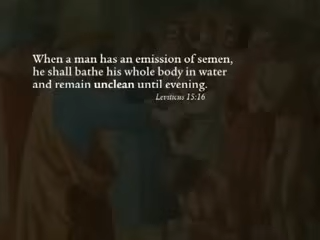 When a man has an emission of semen,
he shall bathe his whole body in water
and remain unclean until evening.
Leviticus 15:16